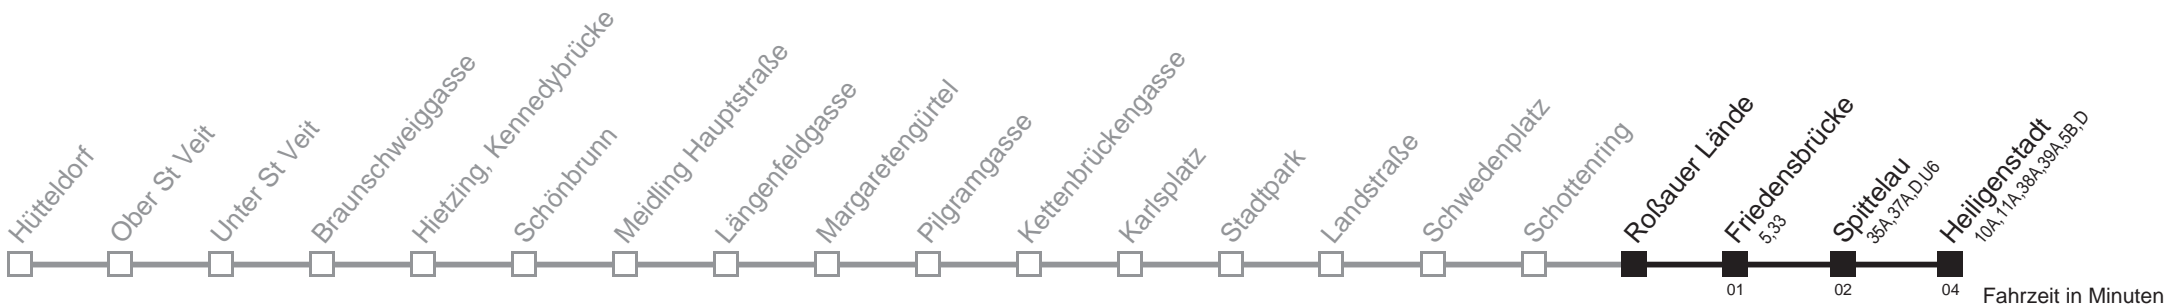 Hütteldorf
Ober St Veit
Unter St Veit
Braunschweiggasse
Hietzing, Kennedybrücke
Schönbrunn
Meidling Hauptstraße
Längenfeldgasse
Margaretengürtel
Pilgramgasse
Kettenbrückengasse
Karlsplatz
Stadtpark
Landstraße
Schwedenplatz
Schottenring
Roßauer Lände
Friedensbrücke
5,33
Spittelau
35A,37A,D,U6
Heiligenstadt
10A,11A,38A,39A,5B,D
01
02
04
Fahrzeit in Minuten